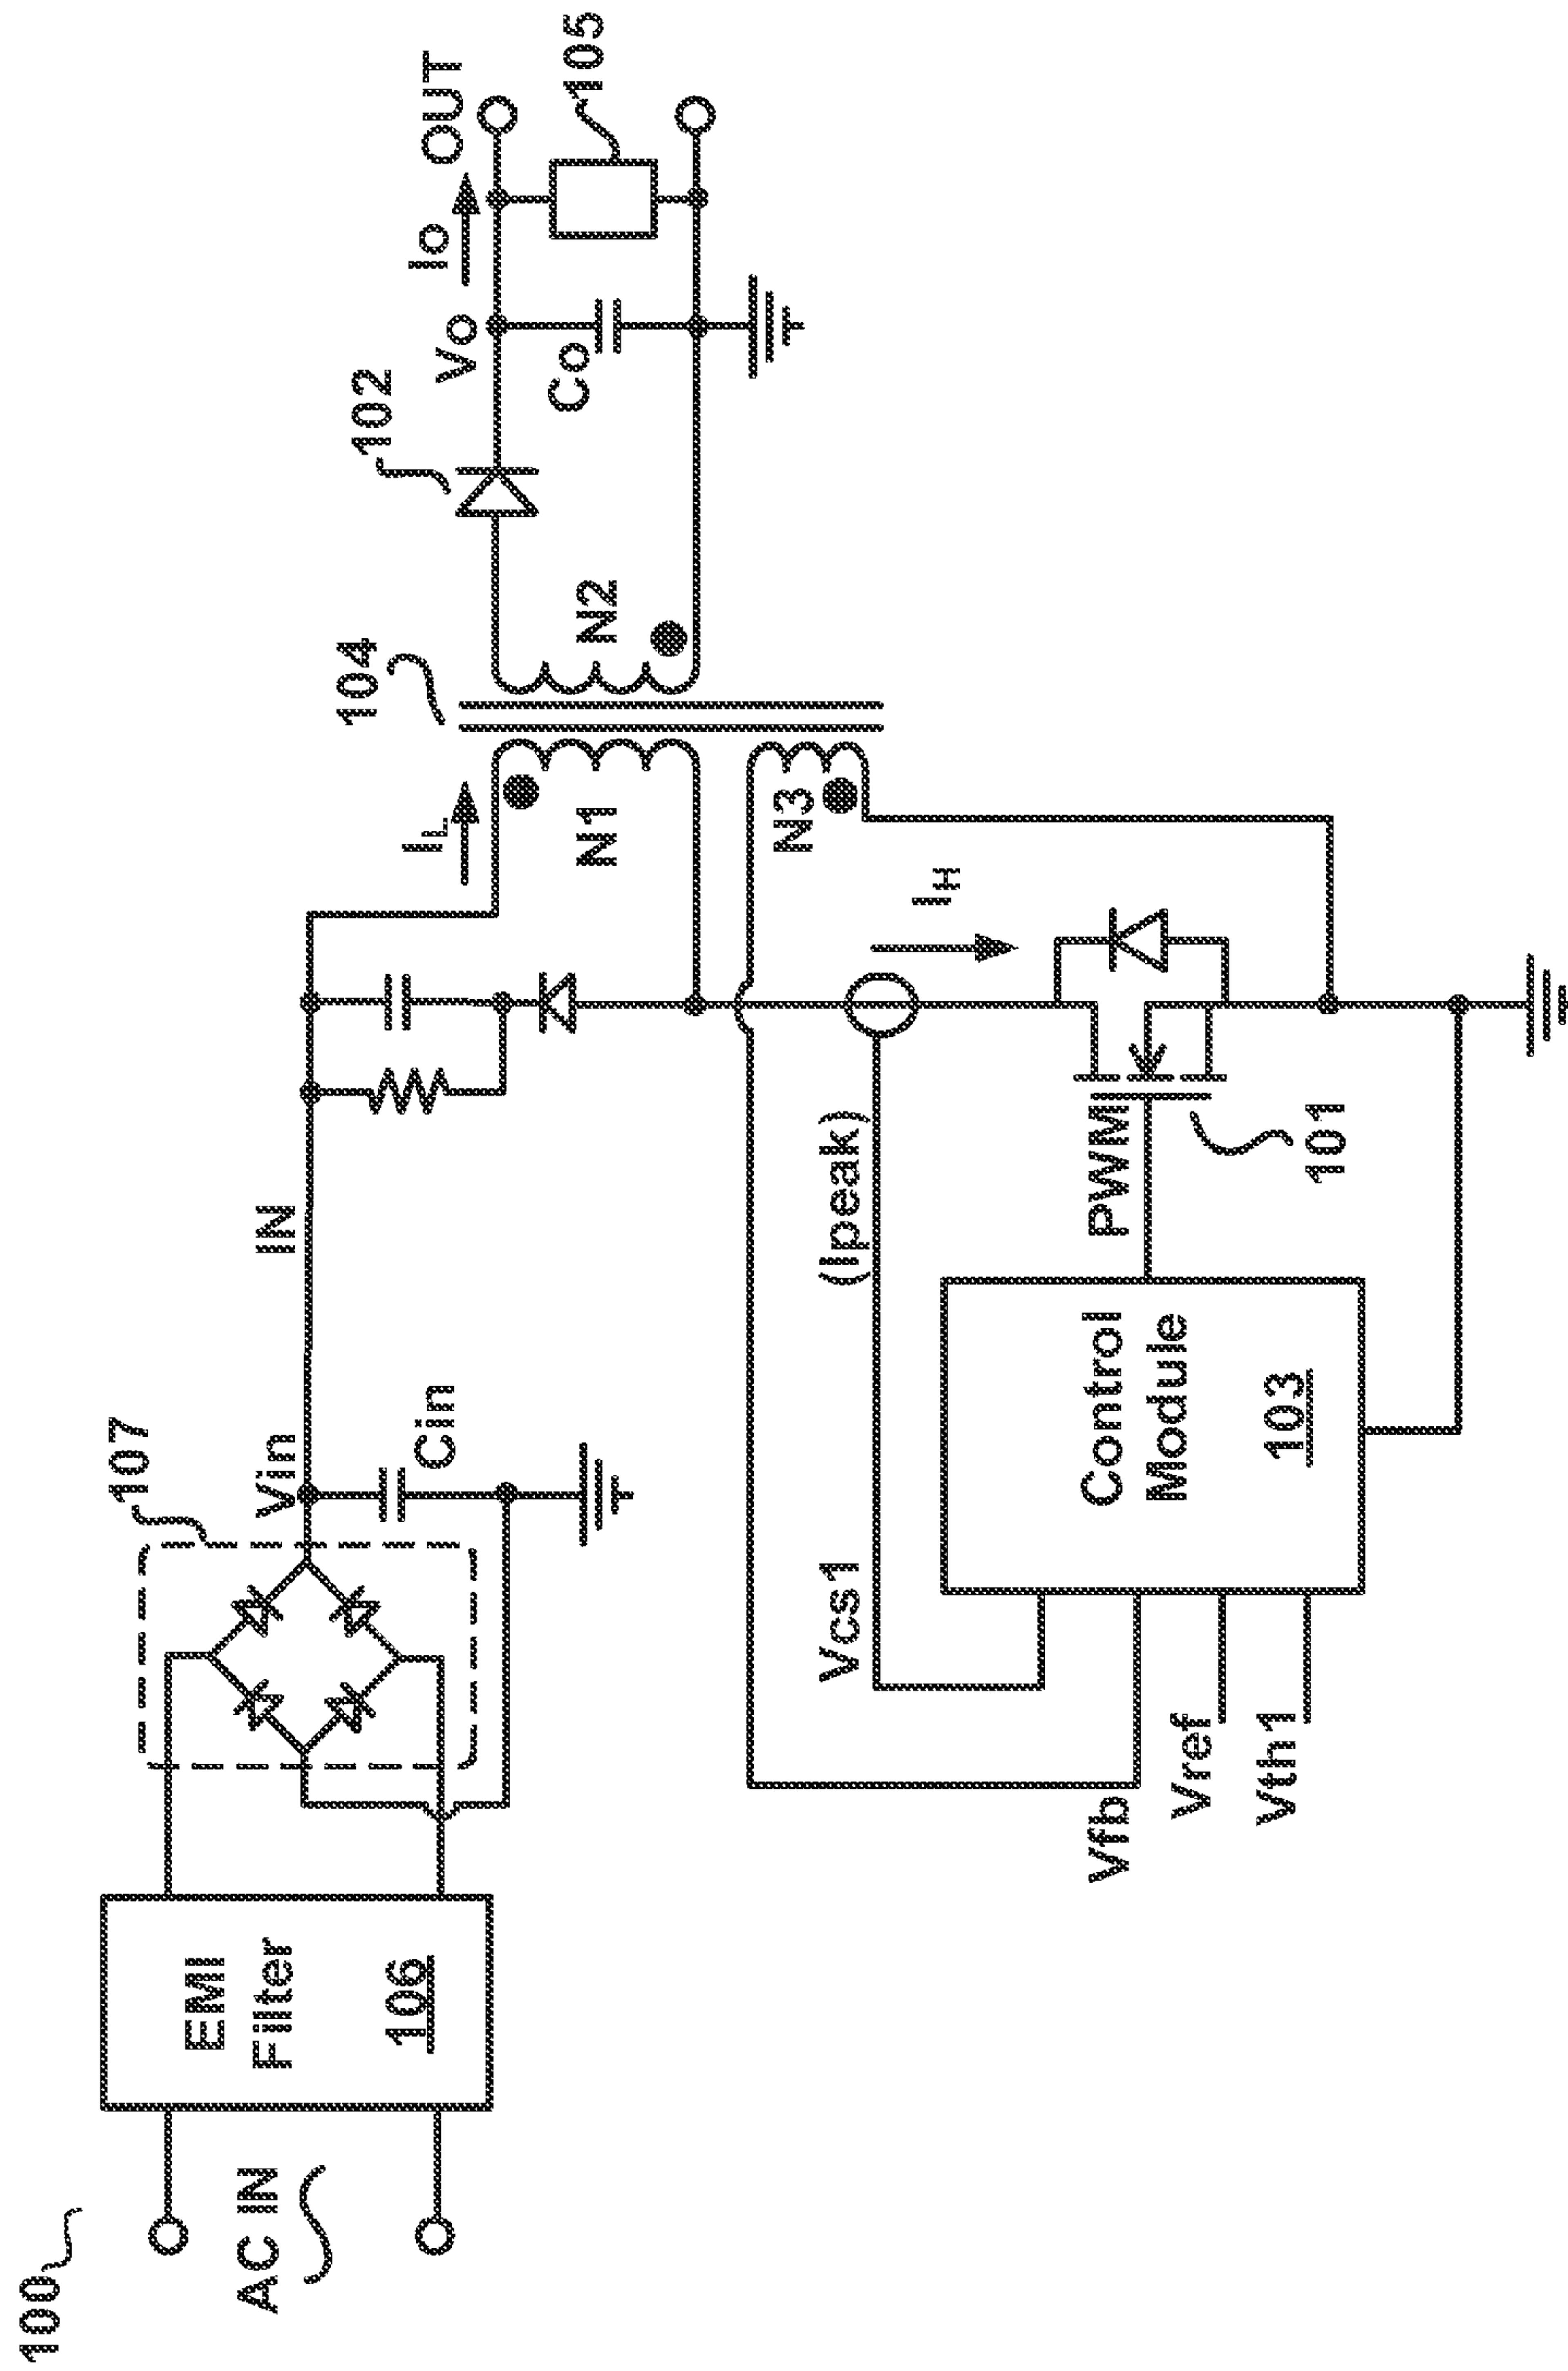 100
AC IN
EMI
Filter
106
107
Vin
Cin
IN
IL
N1
104
N2
N3
102
Vo
Co
Io
OUT
105
IH
(Ipeak)
Vcs1
Vfb
Vref
Vth1
Control
Module
103
PWM
101